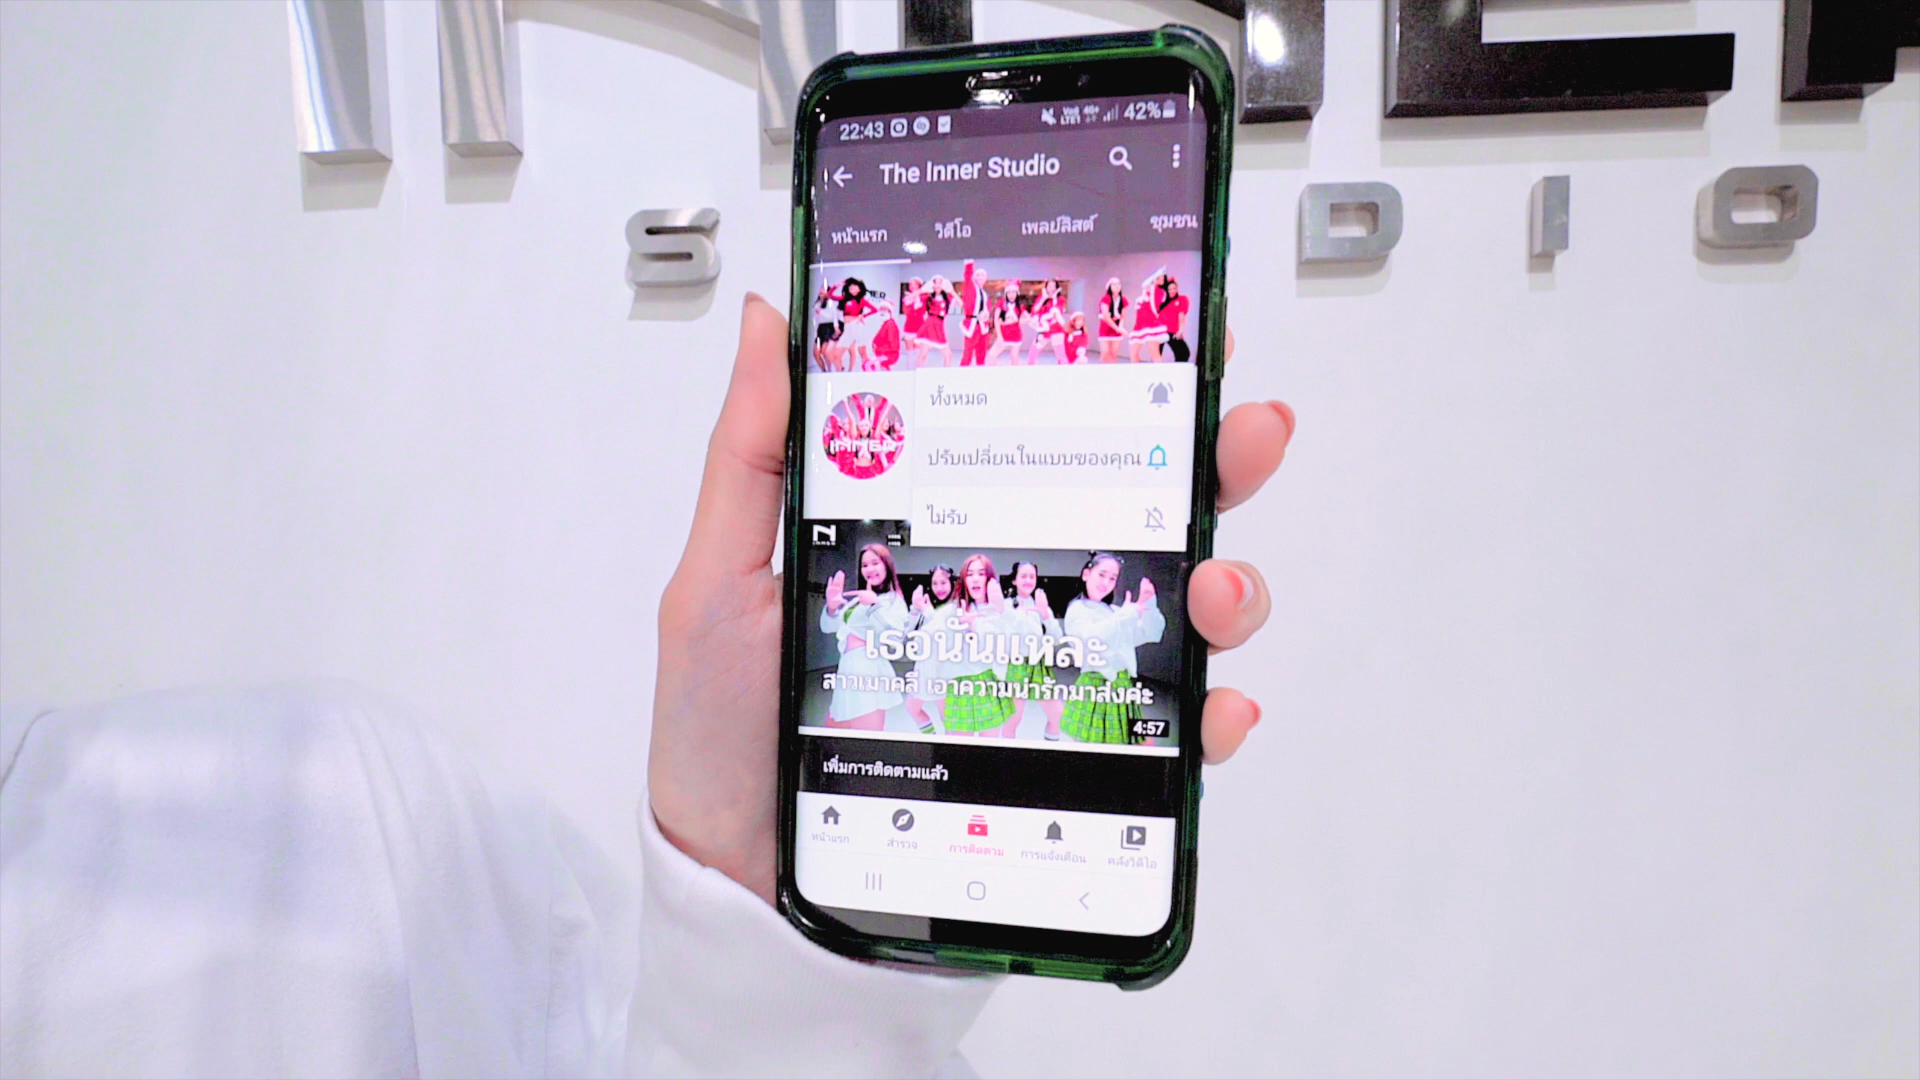 INNER
S DIO
22:43
42%
The Inner Studio
หน้าแรก วิดีโอ เพลย์ลิสต์ ชุมชน
INNER
ทั้งหมด
ปรับเปลี่ยนในแบบของคุณ
ไม่รับ
เธอนั่นแหละ
สาวเมาคลี เอาความน่ารักมาส่งค่ะ
4:57
เพิ่มการติดตามแล้ว
หน้าแรก สำรวจ การติดตาม การแจ้งเตือน คลังวิดีโอ